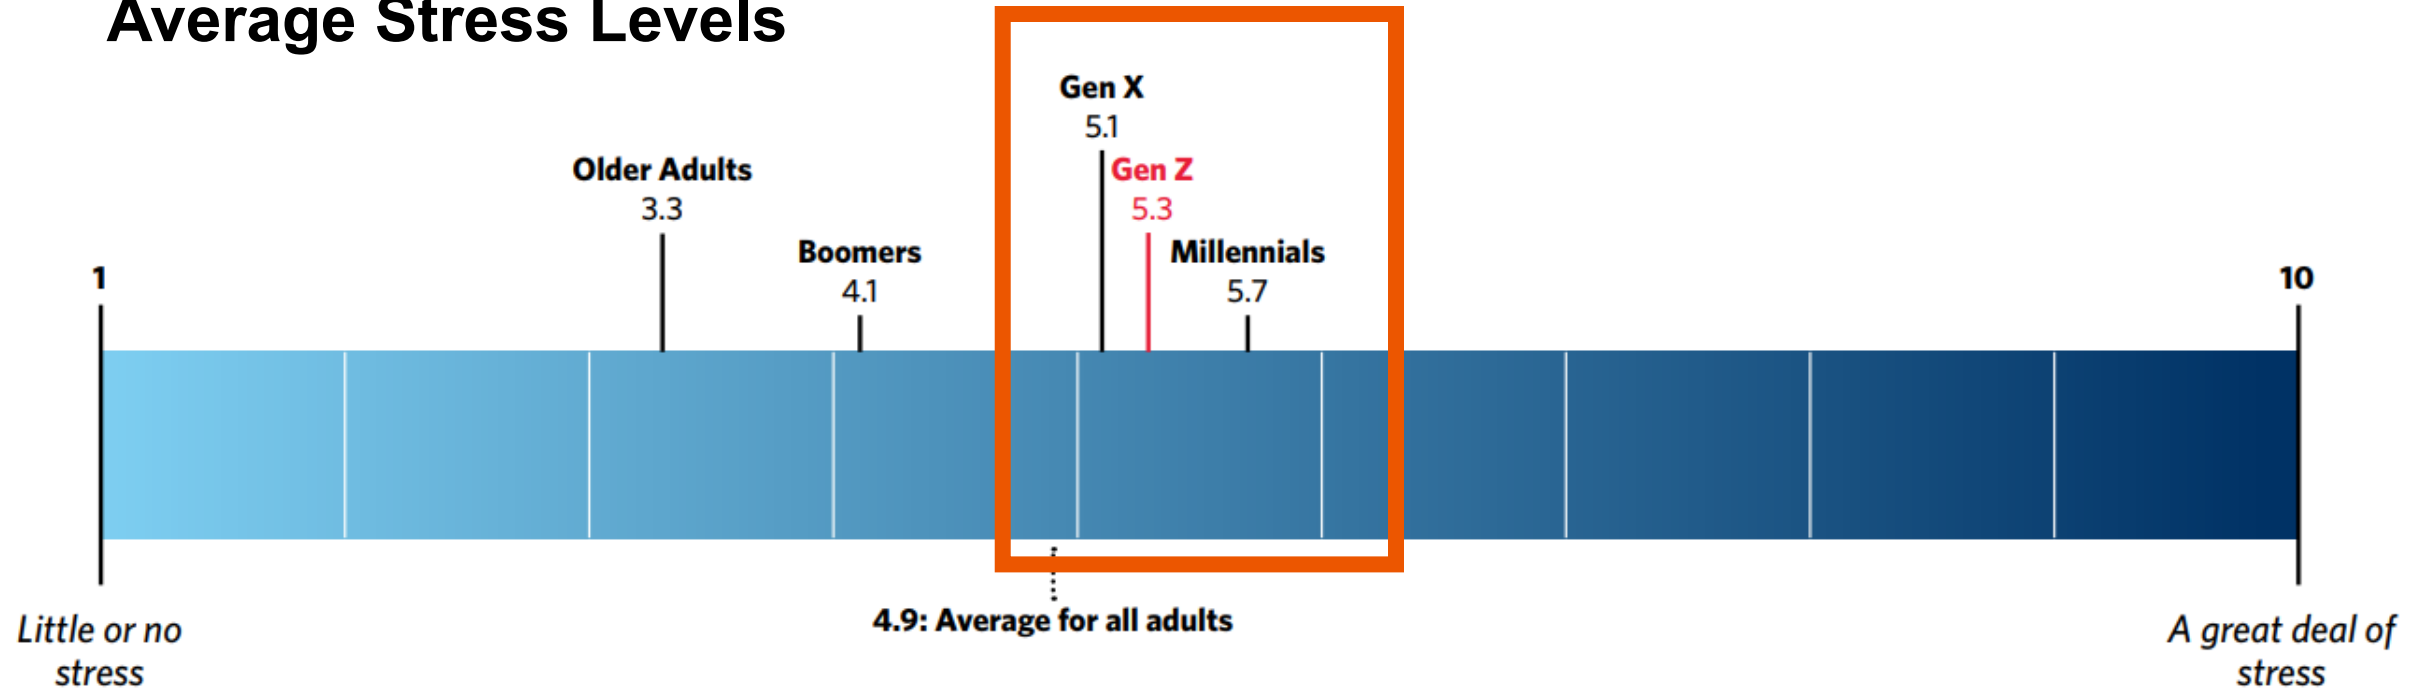 Average Stress Levels
Gen X
5.1
Older Adults
3.3
Gen Z
5.3
Boomers
4.1
Millennials
5.7
1
10
4.9: Average for all adults
Little or no
stress
A great deal of
stress